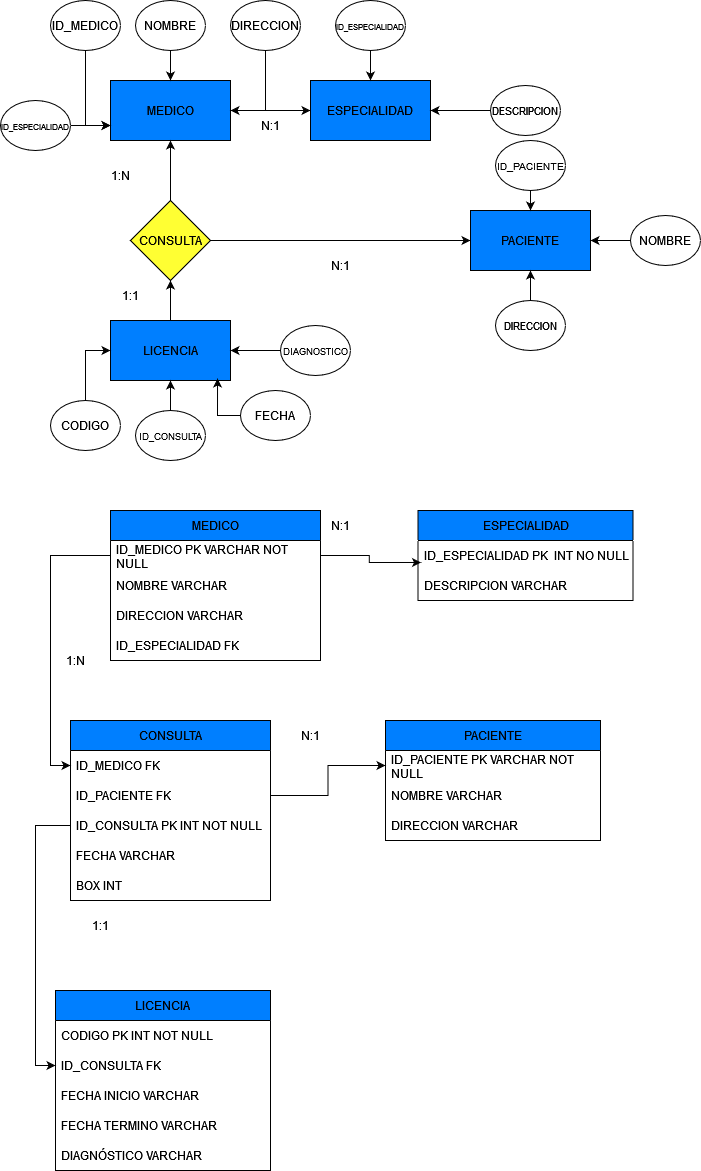 ID_MEDICO
NOMBRE
DIRECCION
ID_ESPECIALIDAD
ID_ESPECIALIDAD
MEDICO
ESPECIALIDAD
DESCRIPCION
N:1
1:N
ID_PACIENTE
CONSULTA
PACIENTE
NOMBRE
N:1
1:1
DIRECCION
LICENCIA
DIAGNOSTICO
CODIGO
ID_CONSULTA
FECHA
MEDICO
ID_MEDICO PK VARCHAR NOT
NULL
NOMBRE VARCHAR
DIRECCION VARCHAR
ID_ESPECIALIDAD FK
N:1
ESPECIALIDAD
ID_ESPECIALIDAD PK INT NO NULL
DESCRIPCION VARCHAR
1:N
CONSULTA
ID_MEDICO FK
ID_PACIENTE FK
ID_CONSULTA PK INT NOT NULL
FECHA VARCHAR
BOX INT
N:1
PACIENTE
ID_PACIENTE PK VARCHAR NOT
NULL
NOMBRE VARCHAR
DIRECCION VARCHAR
1:1
LICENCIA
CODIGO PK INT NOT NULL
ID_CONSULTA FK
FECHA INICIO VARCHAR
FECHA TERMINO VARCHAR
DIAGNÓSTICO VARCHAR